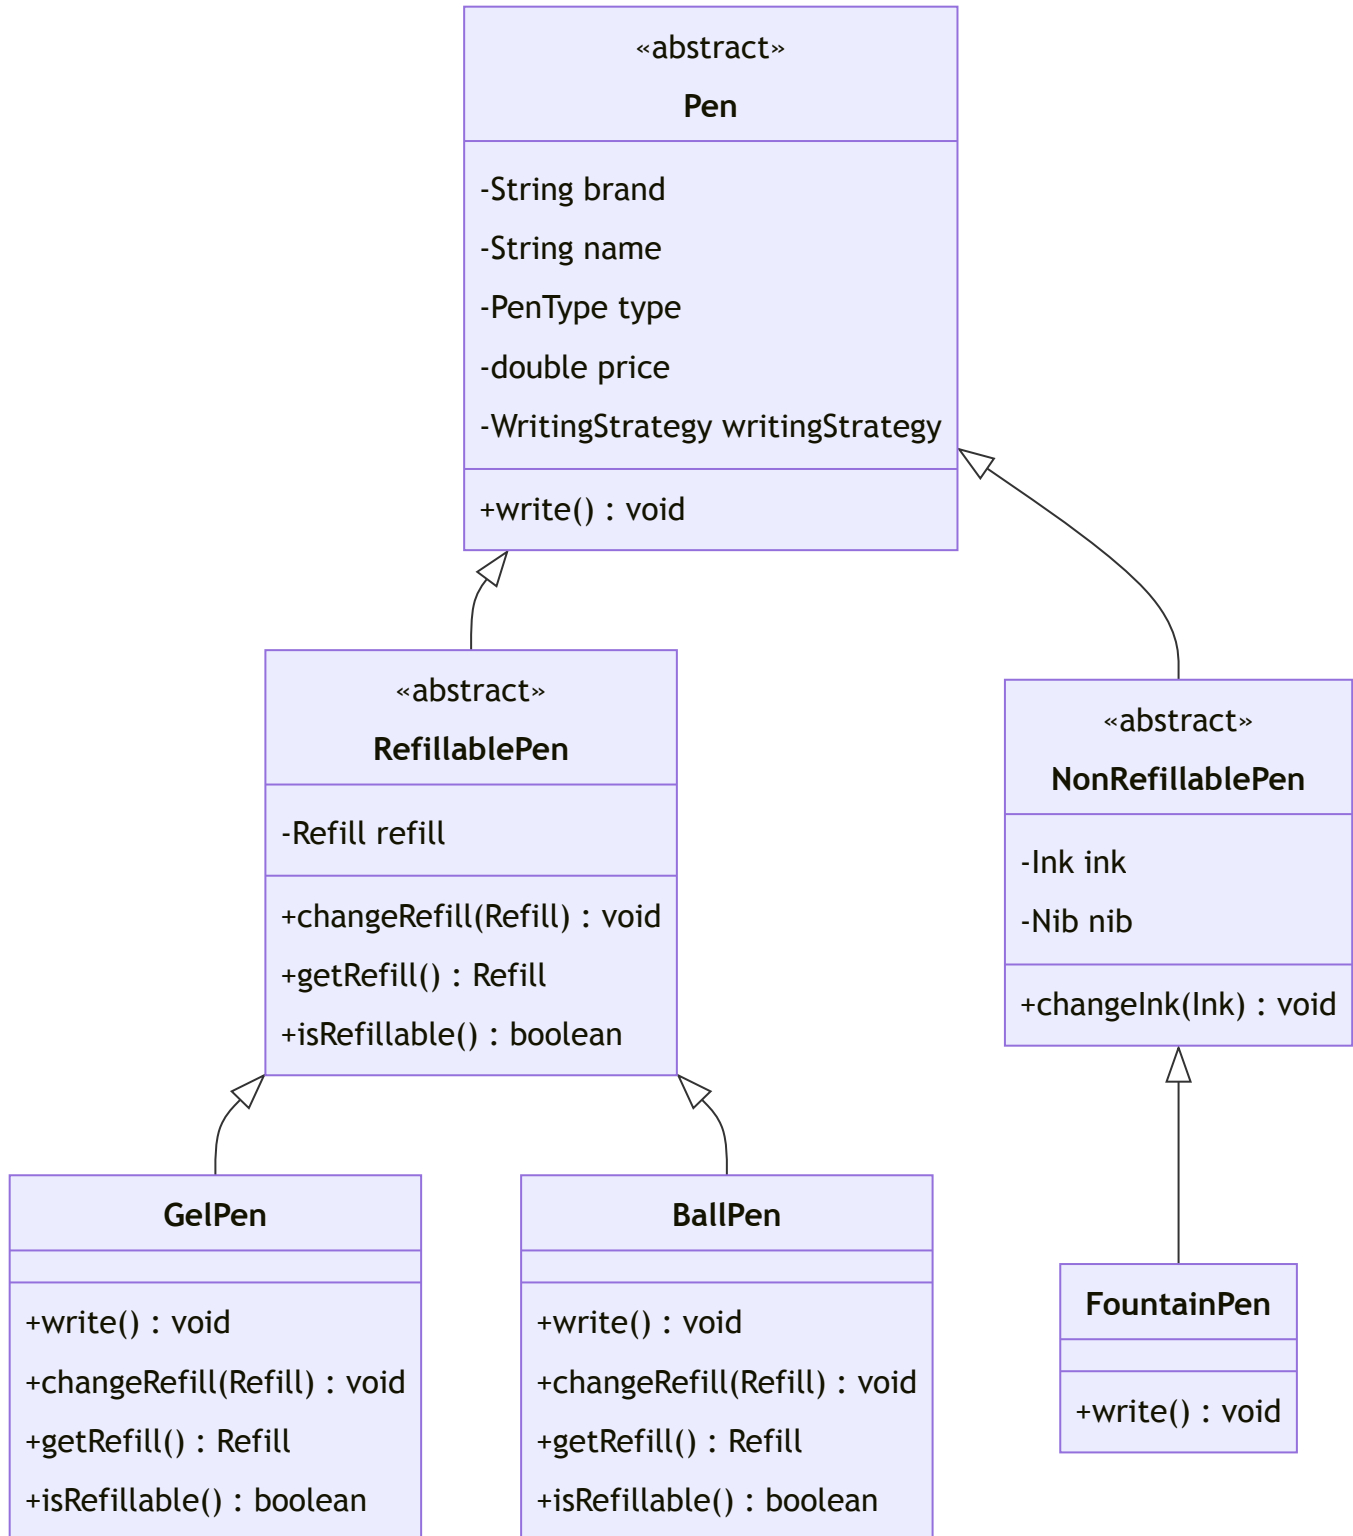 «abstract»
Pen
-String brand
-String name
-PenType type
-double price
-WritingStrategy writingStrategy
+write() : void
«abstract»
RefillablePen
-Refill refill
+changeRefill(Refill) : void
+getRefill() : Refill
+isRefillable() : boolean
«abstract»
NonRefillablePen
-Ink ink
-Nib nib
+changeInk(Ink) : void
GelPen
+write() : void
+changeRefill(Refill) : void
+getRefill() : Refill
+isRefillable() : boolean
BallPen
+write() : void
+changeRefill(Refill) : void
+getRefill() : Refill
+isRefillable() : boolean
FountainPen
+write() : void